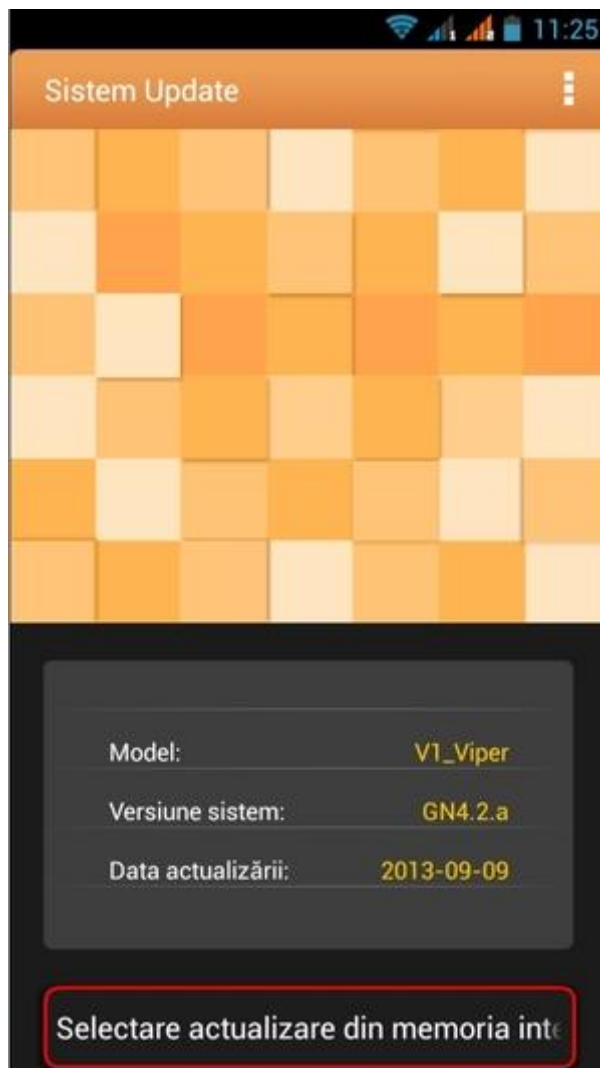 11:25
Sistem Update
Model: V1_Viper
Versiune sistem: GN4.2.a
Data actualizării: 2013-09-09
Selectare actualizare din memoria